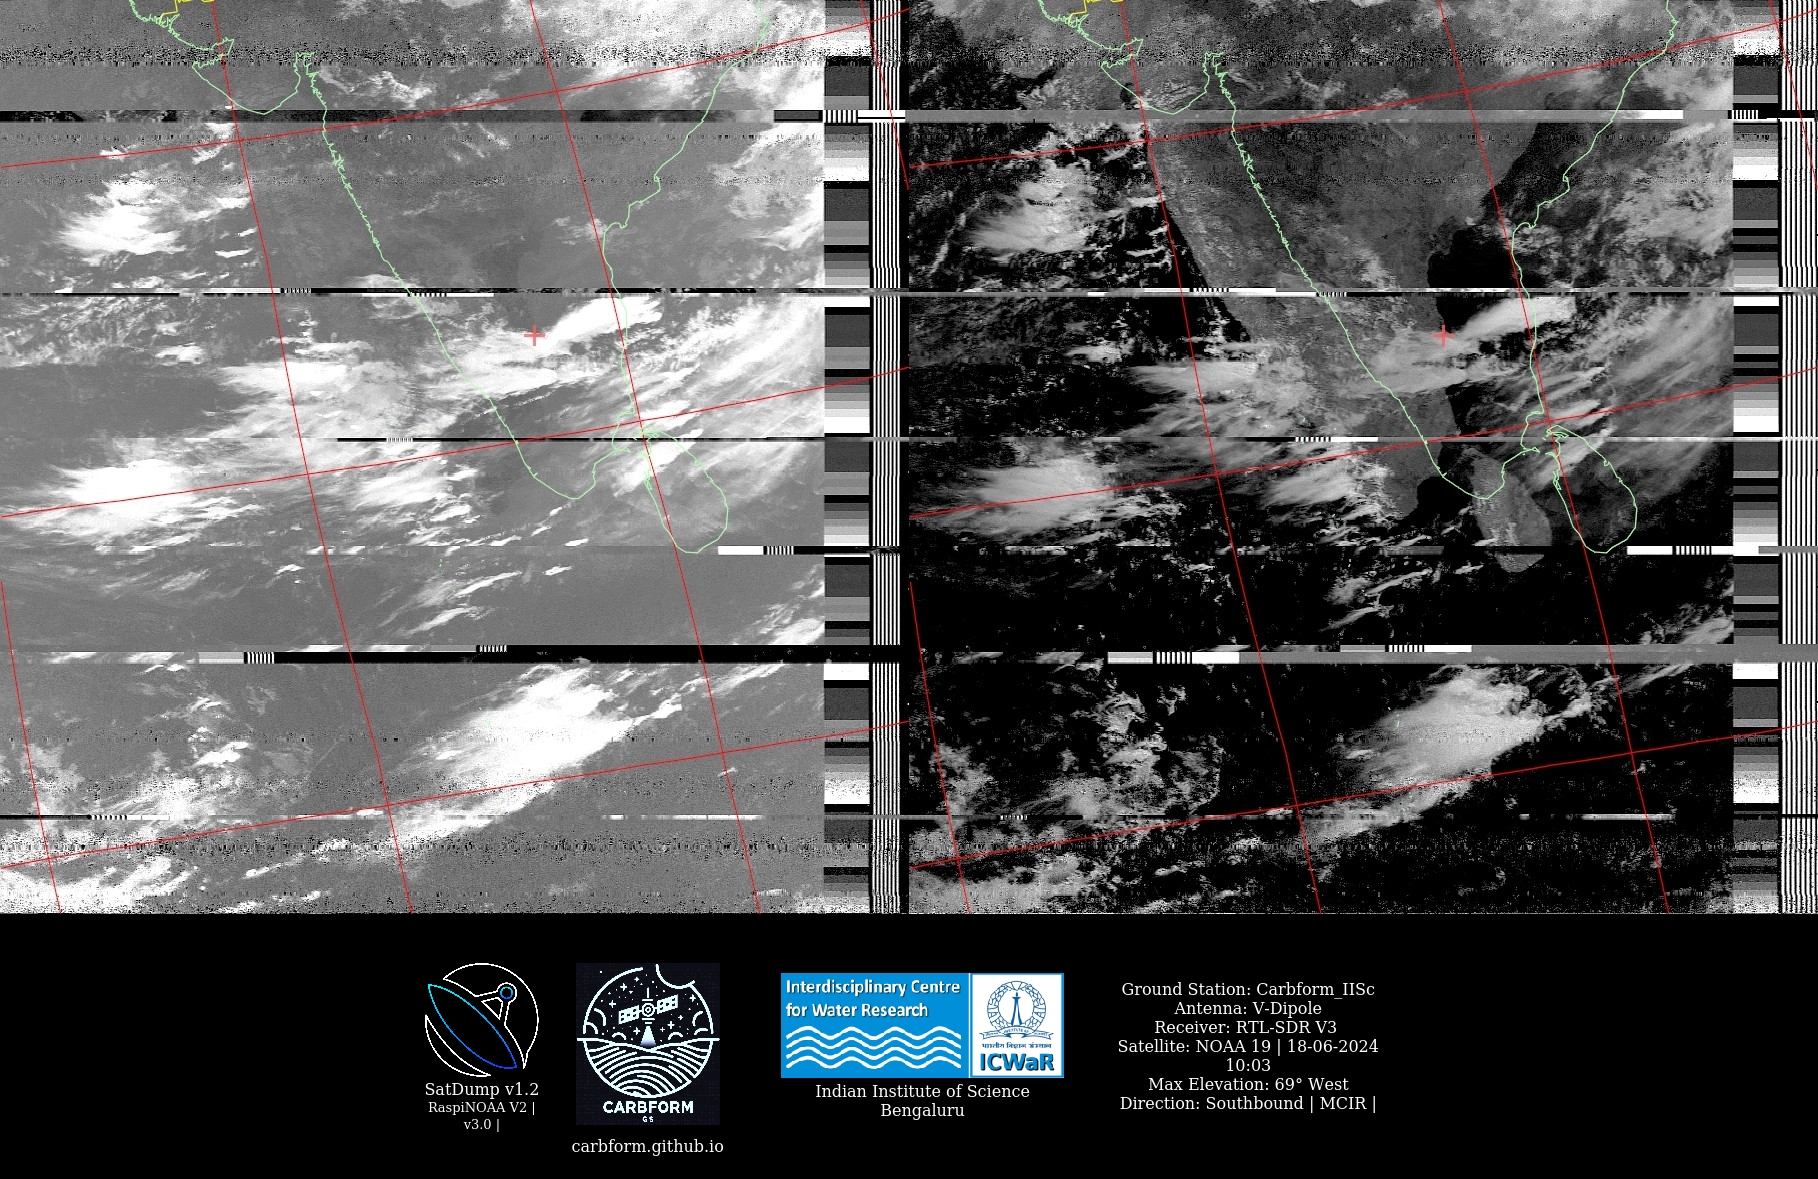 SatDump v1.2
RaspiNOAA V2 |
v3.0 |
CARBFORM
GS
carbform.github.io
Interdisciplinary Centre
for Water Research
भारतीय विज्ञान संस्थान
ICWaR
Indian Institute of Science
Bengaluru
Ground Station: Carbform_IISc
Antenna: V-Dipole
Receiver: RTL-SDR V3
Satellite: NOAA 19 | 18-06-2024
10:03
Max Elevation: 69° West
Direction: Southbound | MCIR |